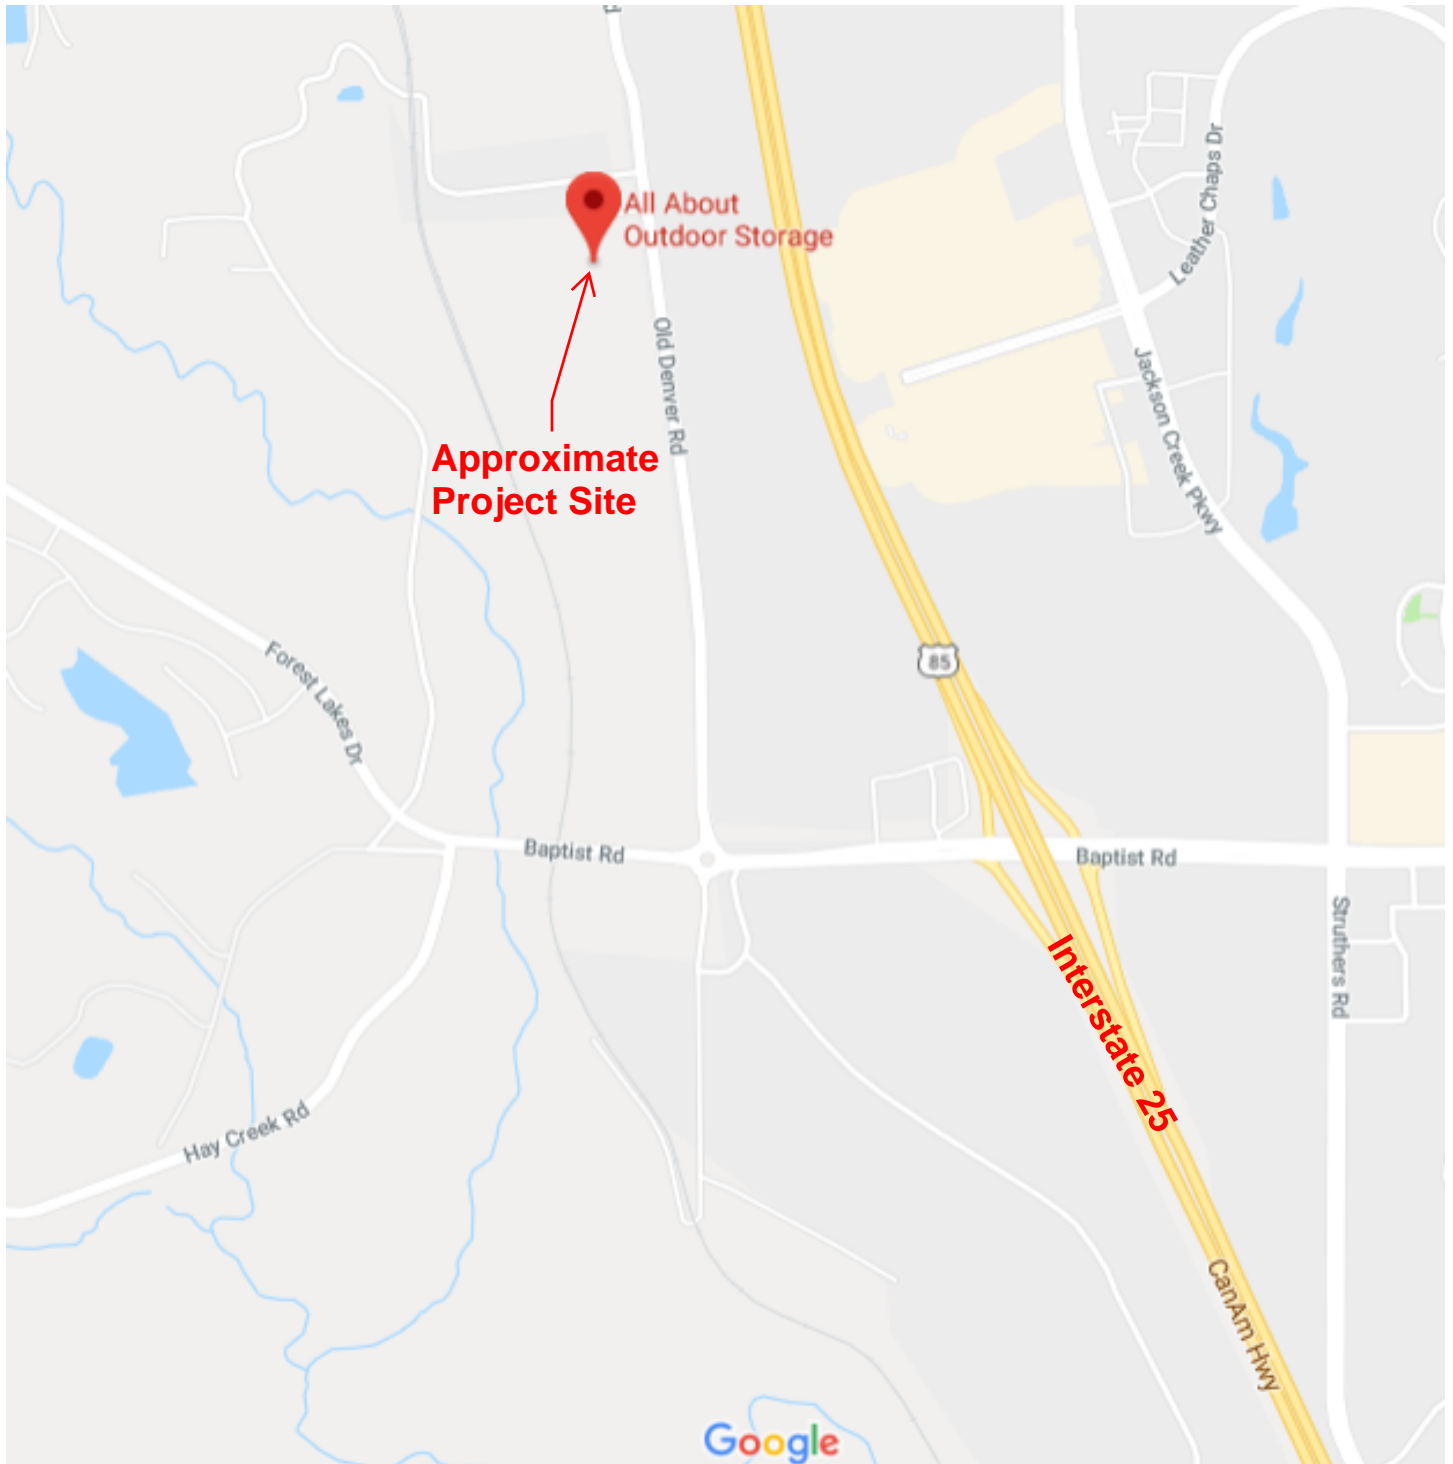 Rd
All About
Outdoor Storage
Leather Chaps Dr
Old Denver Rd
Jackson Creek Pkwy
Approximate
Project Site
85
Forest Lakes Dr
Baptist Rd
Baptist Rd
Struthers Rd
Interstate 25
Hay Creek Rd
CanAm Hwy
Google